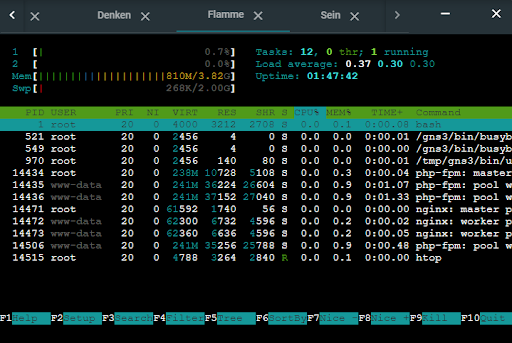 Denken Flamme Sein
1 [| 0.7%] Tasks: 12, 0 thr; 1 running
2 [ 0.0%] Load average: 0.37 0.30 0.30
Mem[||||||||||||||||||||||||810M/3.82G] Uptime: 01:47:42
Swp[| 268K/2.00G]
PID USER PRI NI VIRT RES SHR S CPU% MEM% TIME+ Command
1 root 20 0 4000 3212 2708 S 0.0 0.1 0:00.08 bash
521 root 20 0 2456 4 0 S 0.0 0.0 0:00.01 /gns3/bin/busyb
549 root 20 0 2456 4 0 S 0.0 0.0 0:00.00 /gns3/bin/busyb
970 root 20 0 2456 140 80 S 0.0 0.0 0:00.01 /tmp/gns3/bin/u
14434 root 20 0 238M 10728 5108 S 0.0 0.3 0:00.04 php-fpm: master
14435 www-data 20 0 241M 36224 26604 S 0.0 0.9 0:01.07 php-fpm: pool w
14436 www-data 20 0 241M 37152 27040 S 0.0 0.9 0:01.33 php-fpm: pool w
14471 root 20 0 61592 1740 56 S 0.0 0.0 0:00.00 nginx: master p
14472 www-data 20 0 62300 6732 4596 S 0.0 0.2 0:00.02 nginx: worker p
14473 www-data 20 0 62360 6636 4596 S 0.0 0.2 0:00.05 nginx: worker p
14506 www-data 20 0 241M 35256 25788 S 0.0 0.9 0:00.48 php-fpm: pool w
14515 root 20 0 4788 3264 2840 R 0.0 0.1 0:00.00 htop
F1Help F2Setup F3Search F4Filter F5Tree F6SortBy F7Nice - F8Nice + F9Kill F10Quit